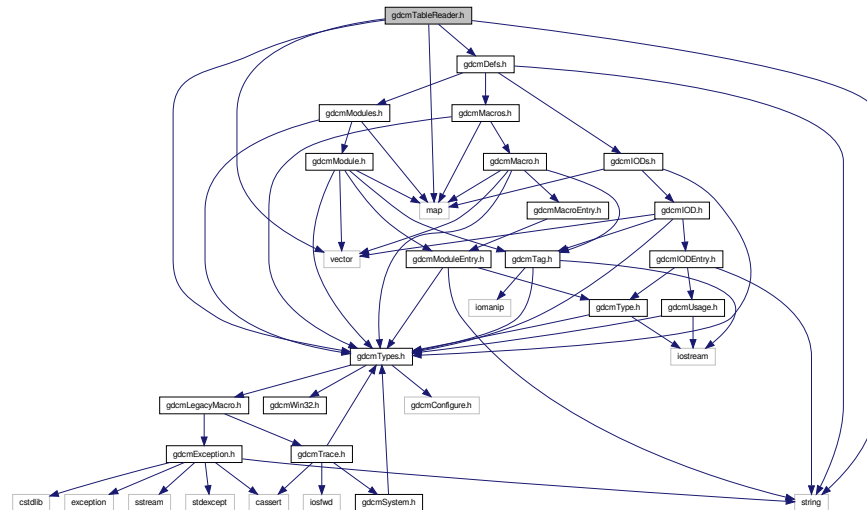 gdcmTableReader.h
gdcmDefs.h
gdcmModules.h
gdcmMacros.h
gdcmModule.h
gdcmMacro.h
gdcmIODs.h
map
gdcmMacroEntry.h
gdcmIOD.h
vector
gdcmModuleEntry.h
gdcmTag.h
gdcmIODEntry.h
iomanip
gdcmType.h
gdcmUsage.h
gdcmTypes.h
iostream
gdcmLegacyMacro.h
gdcmWin32.h
gdcmConfigure.h
gdcmException.h
gdcmTrace.h
cstdlib
exception
sstream
stdexcept
cassert
iosfwd
gdcmSystem.h
string